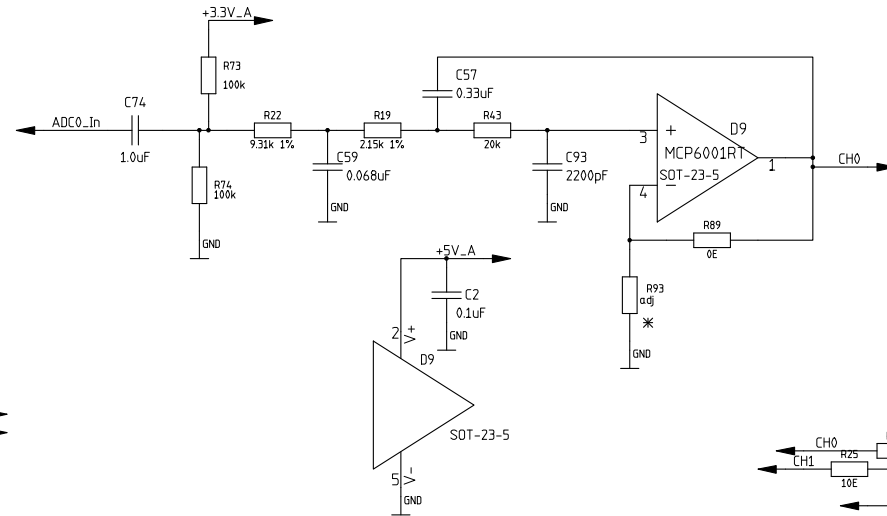 +3.3V_A
R73
100k
C74
ADC0_In
1.0uF
R22
9.31k 1%
R19
2.15k 1%
C57
0.33uF
R43
20k
C59
0.068uF
GND
R74
100k
GND
C93
2200pF
GND
3
+
D9
MCP6001RT
SOT-23-5
1
4
−
CH0
R89
0E
R93
adj
*
GND
+5V_A
C2
0.1uF
GND
2
V+
D9
SOT-23-5
5
V-
GND
CH0
CH1
R25
10E